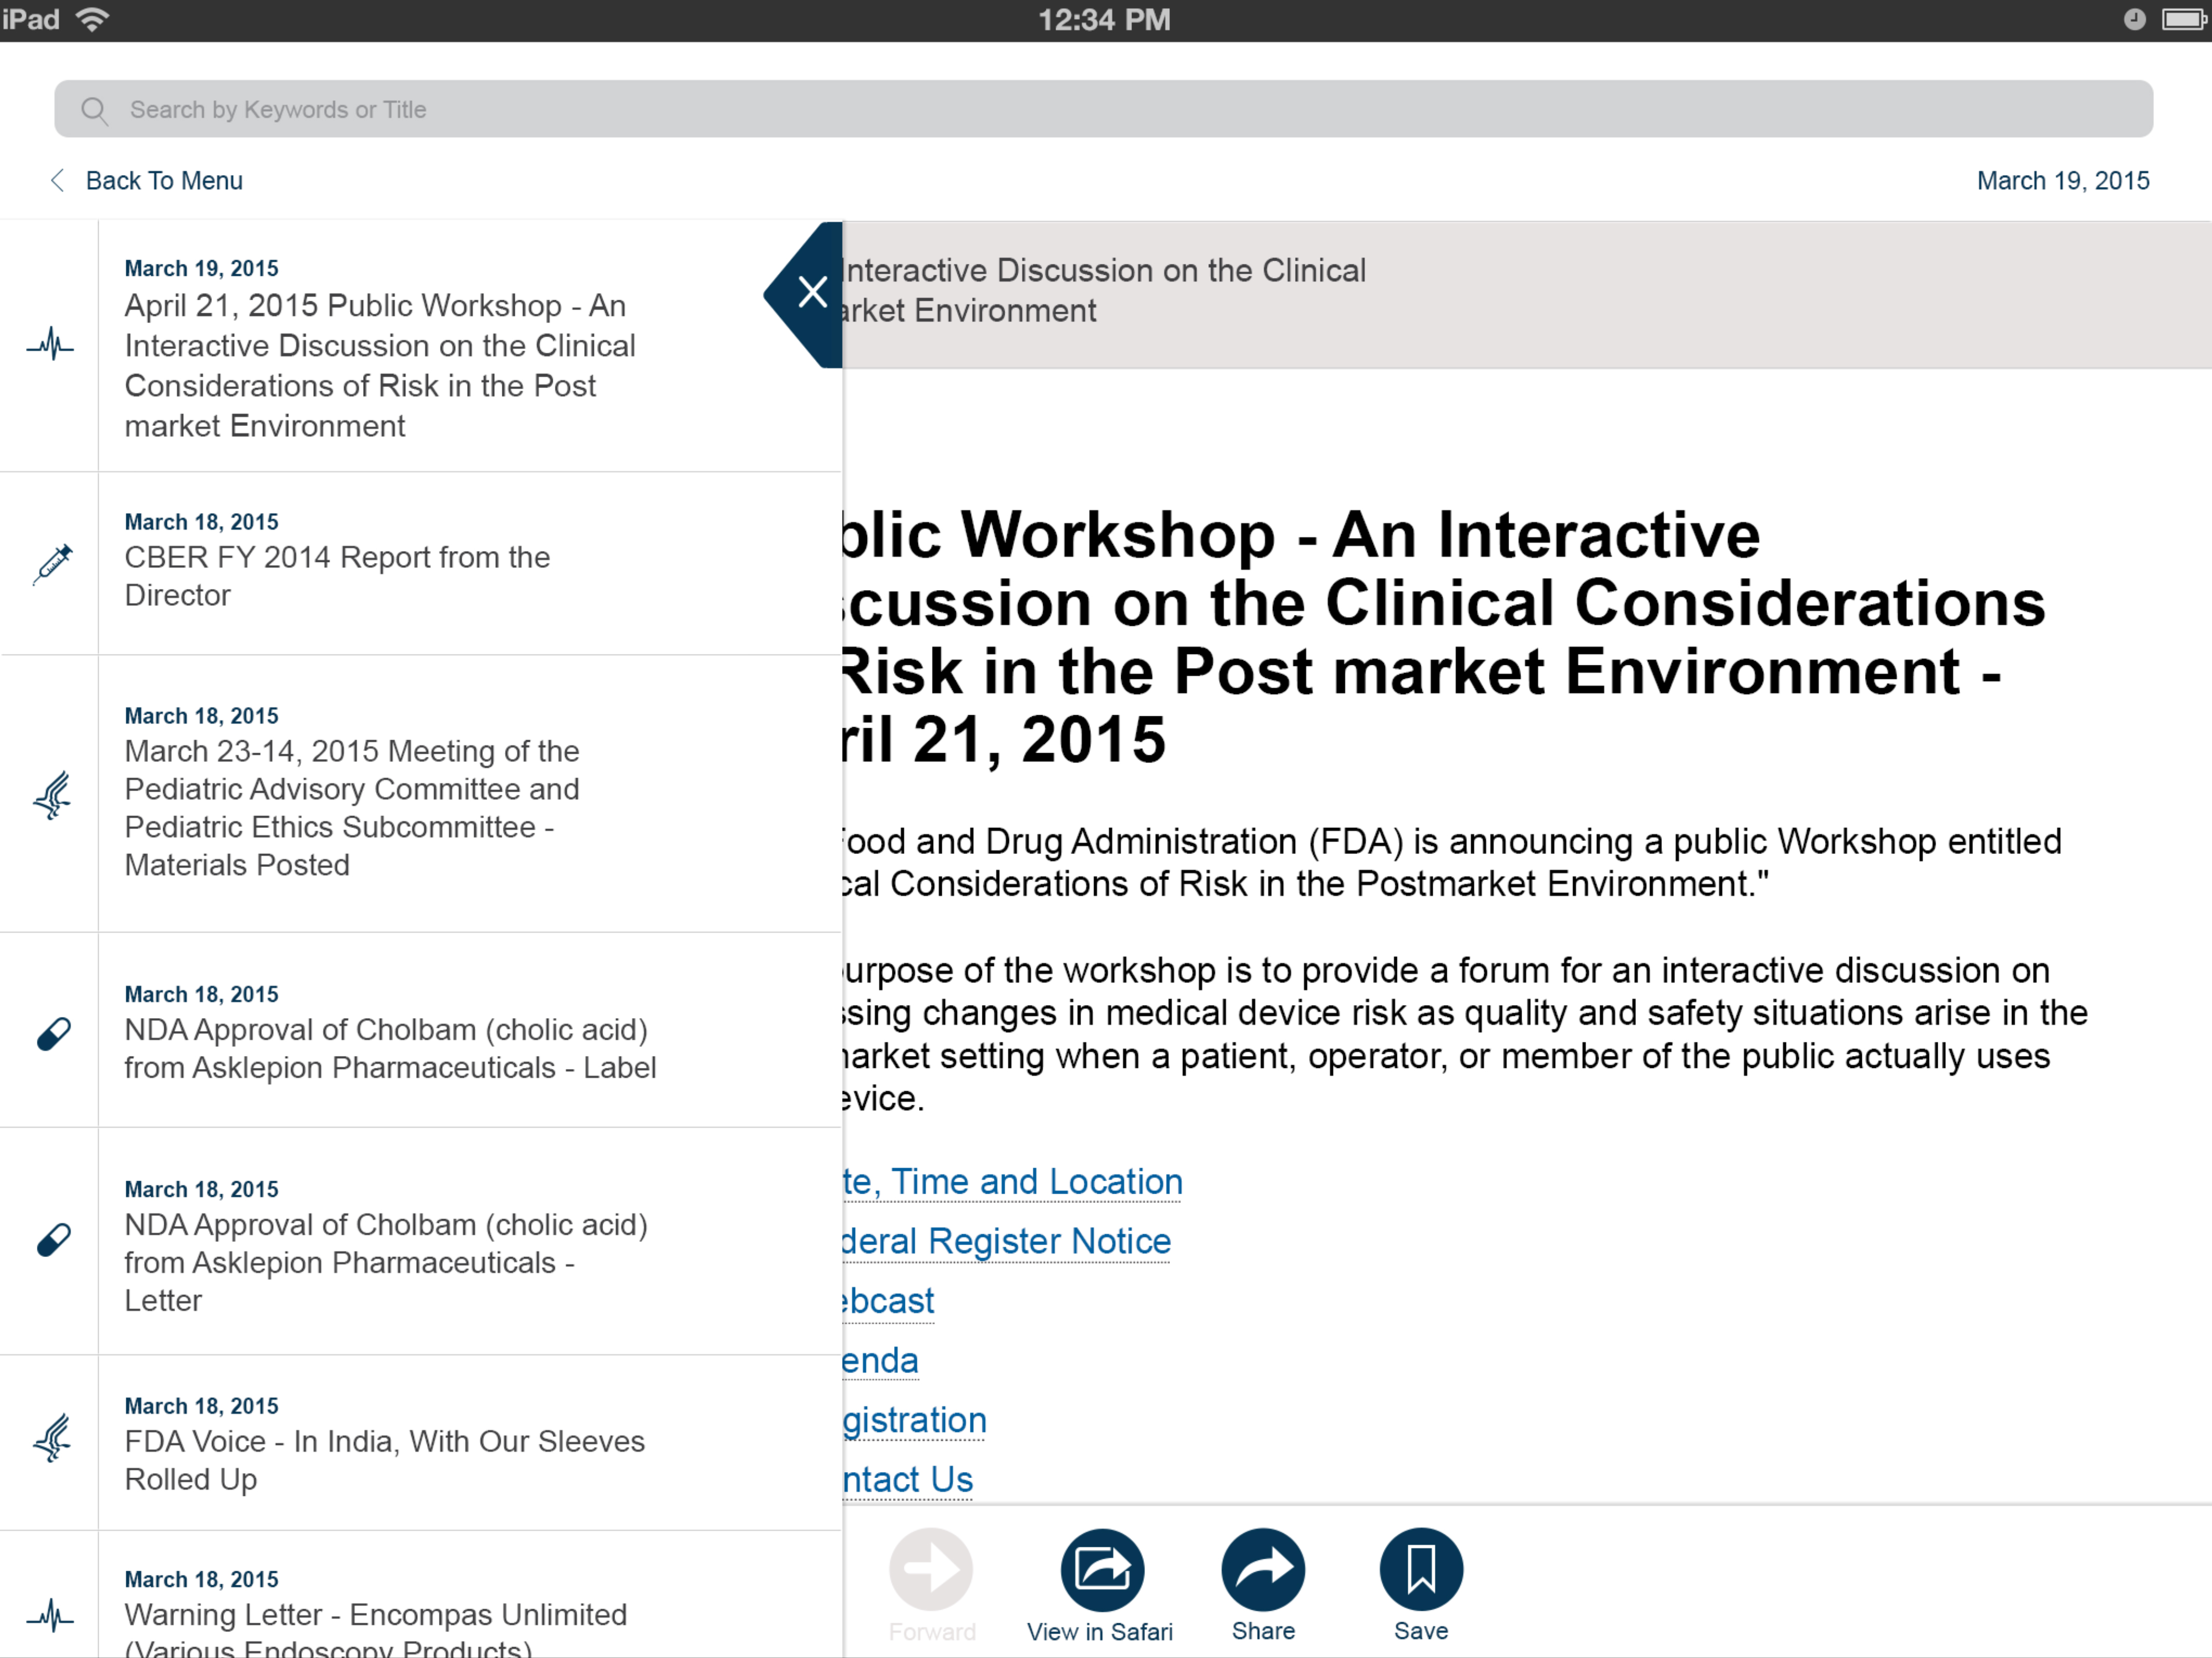 iPad
12:34 PM
Search by Keywords or Title
Back To Menu
March 19, 2015
March 19, 2015
April 21, 2015 Public Workshop - An
Interactive Discussion on the Clinical
Considerations of Risk in the Post
market Environment
March 18, 2015
CBER FY 2014 Report from the
Director
March 18, 2015
March 23-14, 2015 Meeting of the
Pediatric Advisory Committee and
Pediatric Ethics Subcommittee -
Materials Posted
March 18, 2015
NDA Approval of Cholbam (cholic acid)
from Asklepion Pharmaceuticals - Label
March 18, 2015
NDA Approval of Cholbam (cholic acid)
from Asklepion Pharmaceuticals -
Letter
March 18, 2015
FDA Voice - In India, With Our Sleeves
Rolled Up
March 18, 2015
Warning Letter - Encompas Unlimited
(Various Endoscopy Products)
Interactive Discussion on the Clinical
arket Environment
blic Workshop - An Interactive
scussion on the Clinical Considerations
Risk in the Post market Environment -
ril 21, 2015
Food and Drug Administration (FDA) is announcing a public Workshop entitled
cal Considerations of Risk in the Postmarket Environment."
urpose of the workshop is to provide a forum for an interactive discussion on
ssing changes in medical device risk as quality and safety situations arise in the
market setting when a patient, operator, or member of the public actually uses
evice.
te, Time and Location
deral Register Notice
ebcast
enda
gistration
ntact Us
Forward
View in Safari
Share
Save